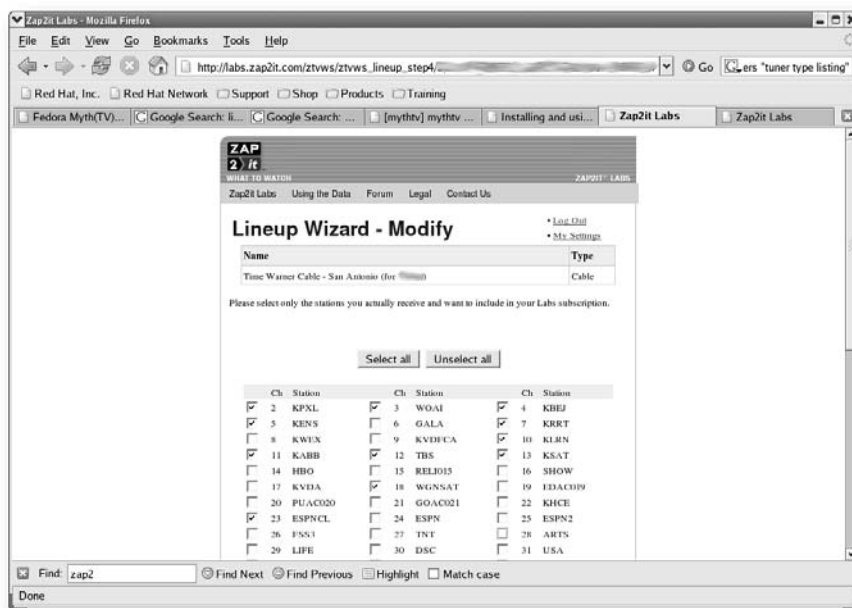 Zap2it Labs - Mozilla Firefox
File Edit View Go Bookmarks Tools Help
http://labs.zap2it.com/ztvws/ztvws_lineup_step4/ Go ers "tuner type listing"
Red Hat, Inc. Red Hat Network Support Shop Products Training
Fedora Myth(TV)... Google Search: li... Google Search: ... [mythtv] mythtv ... Installing and usi... Zap2it Labs Zap2it Labs
ZAP
2 it
WHAT TO WATCH ZAP2IT LABS
Zap2it Labs Using the Data Forum Legal Contact Us
Lineup Wizard - Modify
• Log Out
• My Settings
Name Type
Time Warner Cable - San Antonio (for ) Cable
Please select only the stations you actually receive and want to include in your Labs subscription.
Select all Unselect all
Ch Station Ch Station Ch Station
2 KPXL 3 WOAI 4 KBEJ
5 KENS 6 GALA 7 KRRT
8 KWEX 9 KVDFCA 10 KLRN
11 KABB 12 TBS 13 KSAT
14 HBO 15 RELI015 16 SHOW
17 KVDA 18 WGNSAT 19 EDAC019
20 PUAC020 21 GOAC021 22 KHCE
23 ESPNCL 24 ESPN 25 ESPN2
26 FSS3 27 TNT 28 ARTS
29 LIFE 30 DSC 31 USA
Find: zap2 Find Next Find Previous Highlight Match case
Done